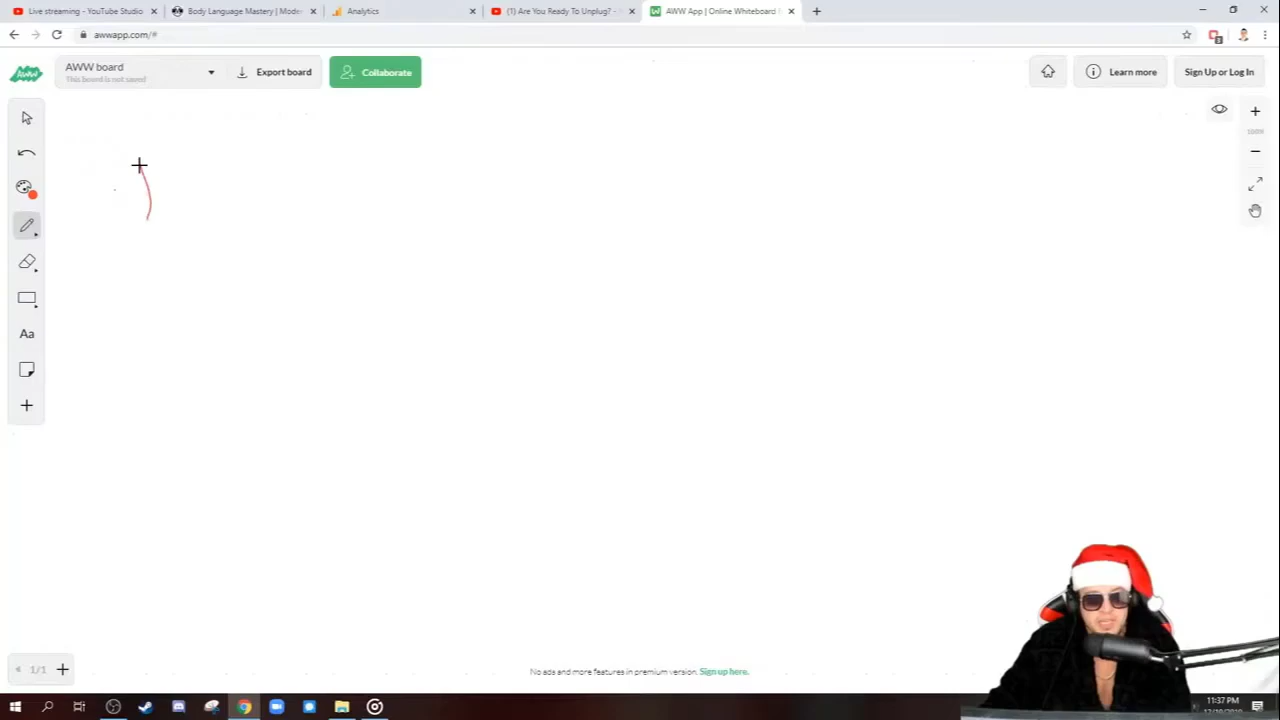 Live streaming - YouTube Studio
Body Language Mastery | Mode
Analytics
(1) Are You Ready To Unplug? -
AWW App | Online Whiteboard
awwapp.com/#
AWW
AWW board
This board is not saved
Export board
Collaborate
Learn more
Sign Up or Log In
100%
Aa
1/1
No ads and more features in premium version. Sign up here.
11:37 PM